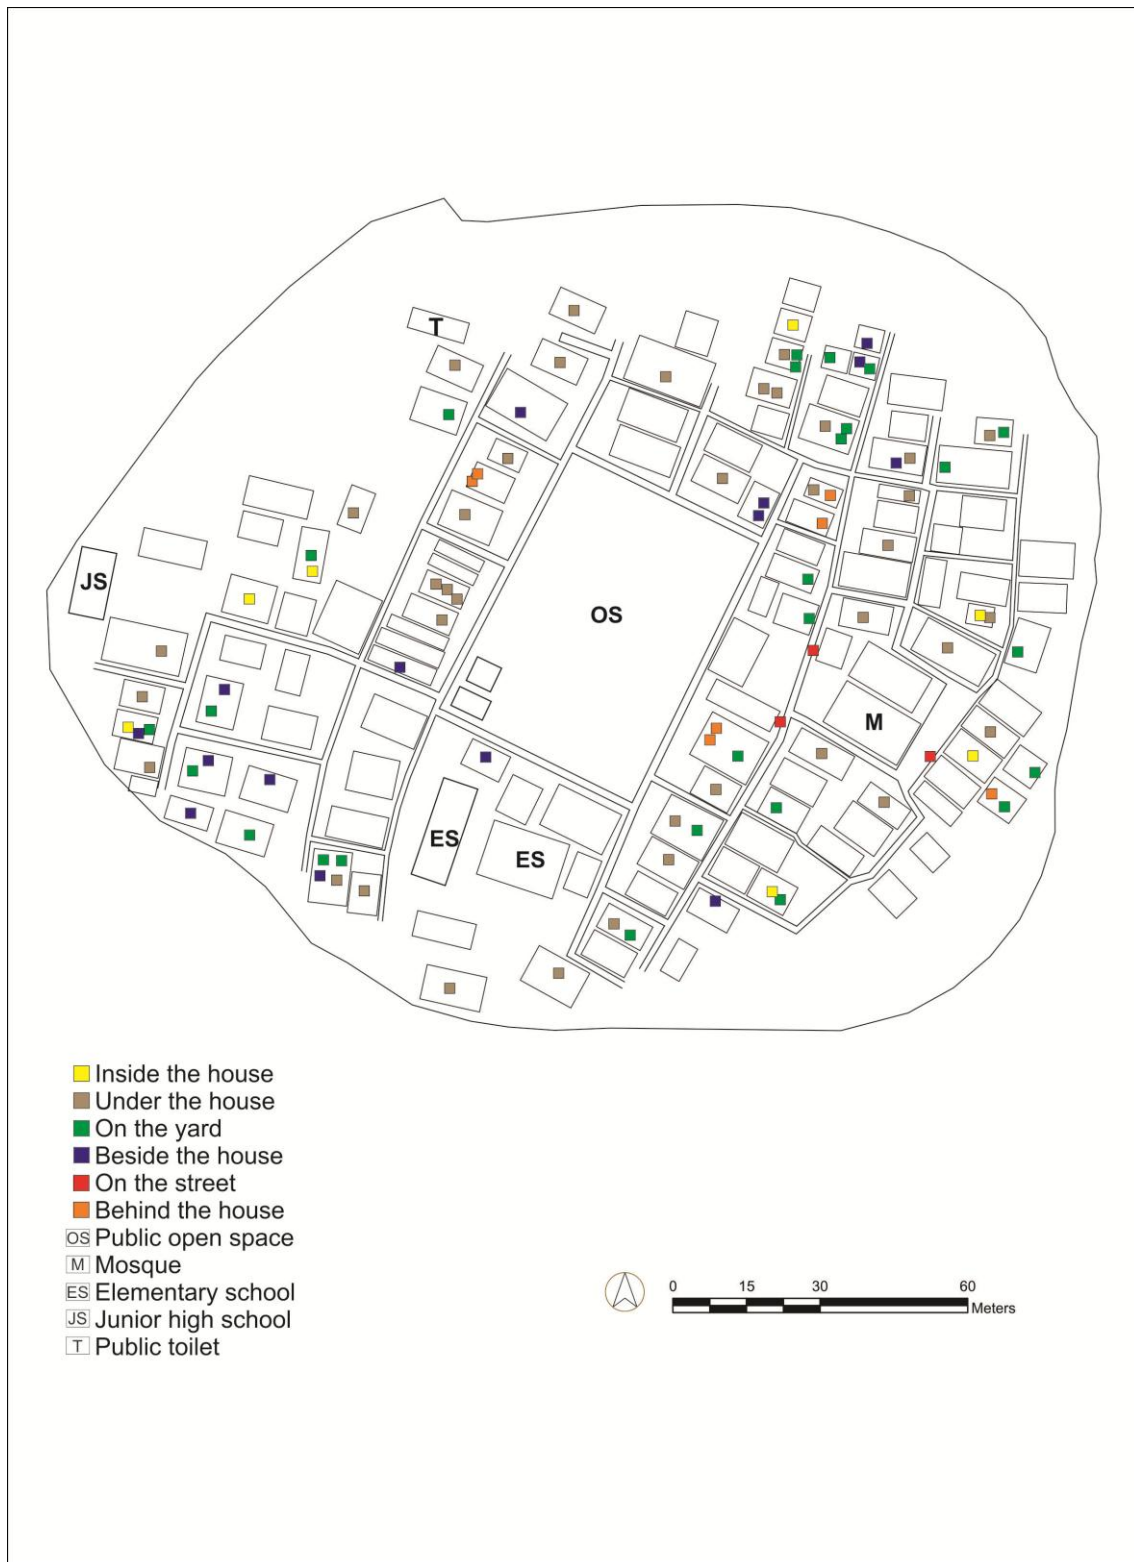 T
JS
OS
M
ES
ES
Inside the house
Under the house
On the yard
Beside the house
On the street
Behind the house
OS Public open space
M Mosque
ES Elementary school
JS Junior high school
T Public toilet
0 15 30 60
Meters